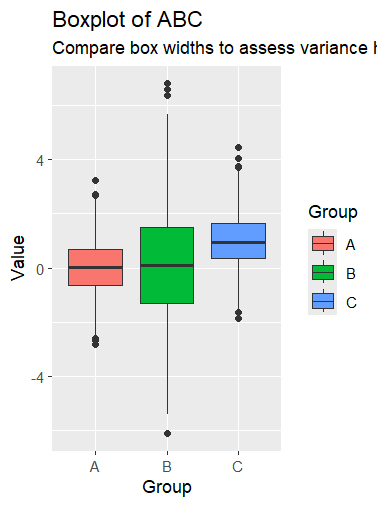 Boxplot of ABC
Compare box widths to assess variance
Value
4
0
-4
A
B
C
Group
Group
A
B
C